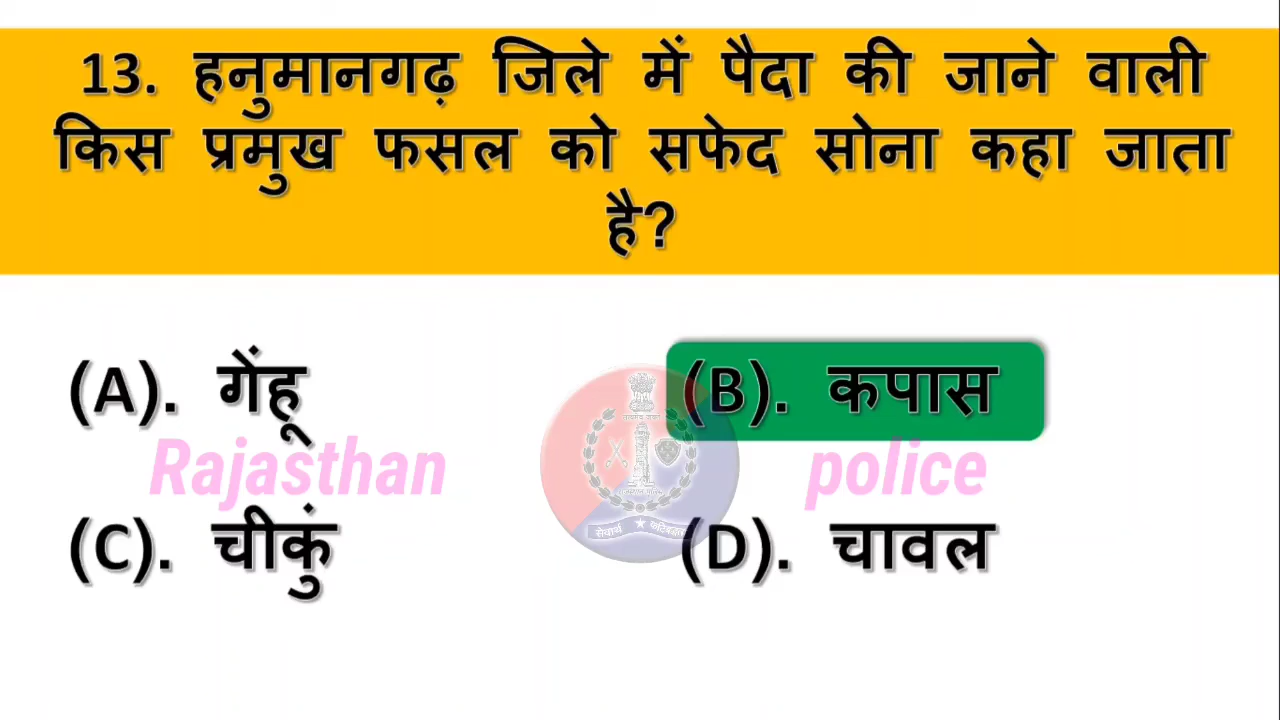 13. हनुमानगढ़ जिले में पैदा की जाने वाली
किस प्रमुख फसल को सफेद सोना कहा जाता
है?
(A). गेंहू
(B). कपास
Rajasthan police
(C). चीकुं
(D). चावल